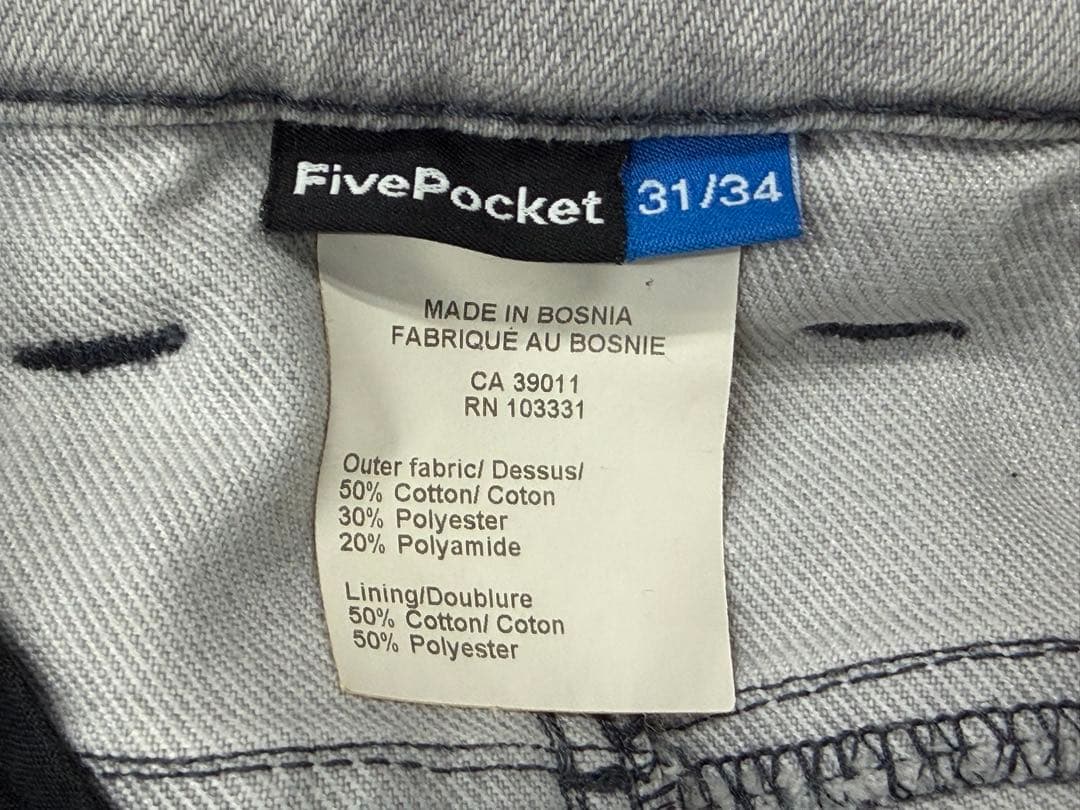 FivePocket 31/34
MADE IN BOSNIA
FABRIQUÉ AU BOSNIE
CA 39011
RN 103331
Outer fabric/ Dessus/
50% Cotton/ Coton
30% Polyester
20% Polyamide
Lining/Doublure
50% Cotton/ Coton
50% Polyester